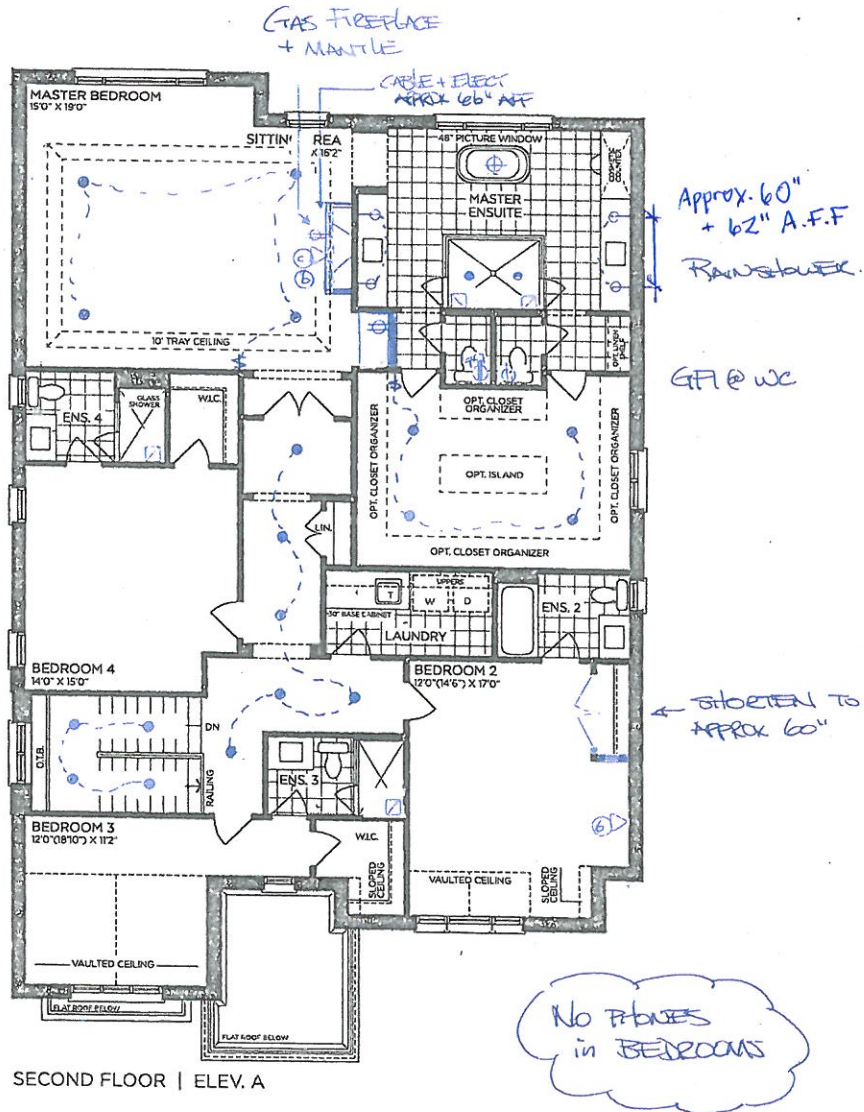 GAS FIREPLACE
+ MANTLE
CABLE + ELECT
APPROX 66" AFF
MASTER BEDROOM
15'0" X 19'0"
SITTING REA
X 16'2"
48" PICTURE WINDOW
MASTER
ENSUITE
COUNTER
Approx. 60"
+ 62" A.F.F
RAINSHOWER.
10' TRAY CEILING
OPT. LINEN
SHELF
GFI @ WC
ENS. 4
GLASS
SHOWER
W.I.C.
OPT. CLOSET
ORGANIZER
OPT. CLOSET ORGANIZER
OPT. ISLAND
OPT. CLOSET ORGANIZER
OPT. CLOSET ORGANIZER
LIN.
UPPERS
T
W
D
30" BASE CABINET
LAUNDRY
ENS. 2
BEDROOM 4
14'0" X 15'0"
BEDROOM 2
12'0"(14'6") X 17'0"
SHORTEN TO
APPROX 60"
O.T.B.
DN
RAILING
ENS. 3
BEDROOM 3
12'0"(18'10") X 11'2"
W.I.C.
SLOPED
CEILING
6
VAULTED CEILING
SLOPED
CEILING
VAULTED CEILING
FLAT ROOF BELOW
FLAT ROOF BELOW
NO PHONES
in BEDROOMS
SECOND FLOOR | ELEV. A